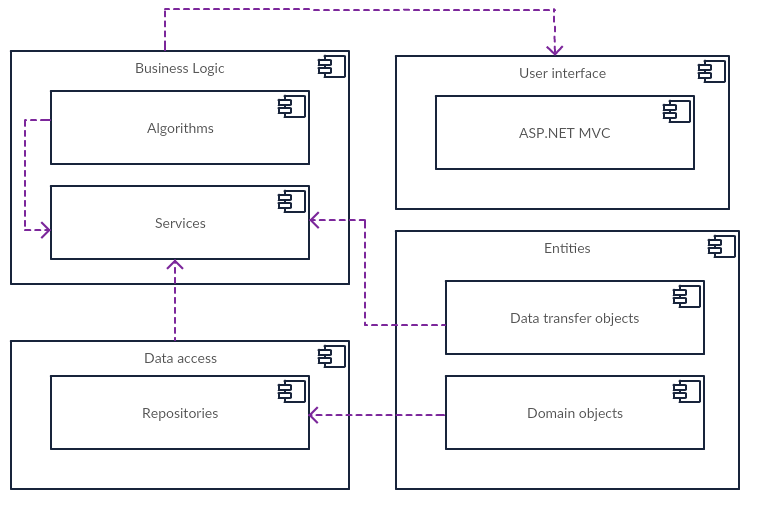 Business Logic
Algorithms
Services
User interface
ASP.NET MVC
Entities
Data transfer objects
Domain objects
Data access
Repositories